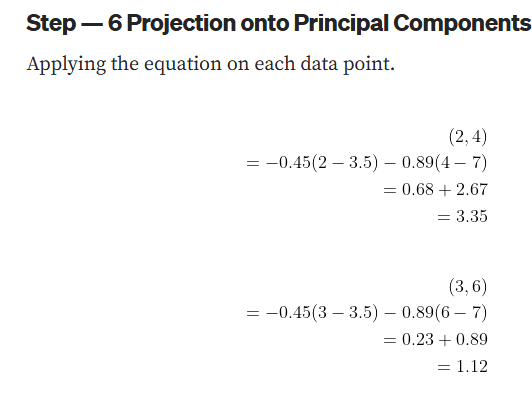 Step — 6 Projection onto Principal Components
Applying the equation on each data point.
(2, 4)
= −0.45(2 − 3.5) − 0.89(4 − 7)
= 0.68 + 2.67
= 3.35
(3, 6)
= −0.45(3 − 3.5) − 0.89(6 − 7)
= 0.23 + 0.89
= 1.12